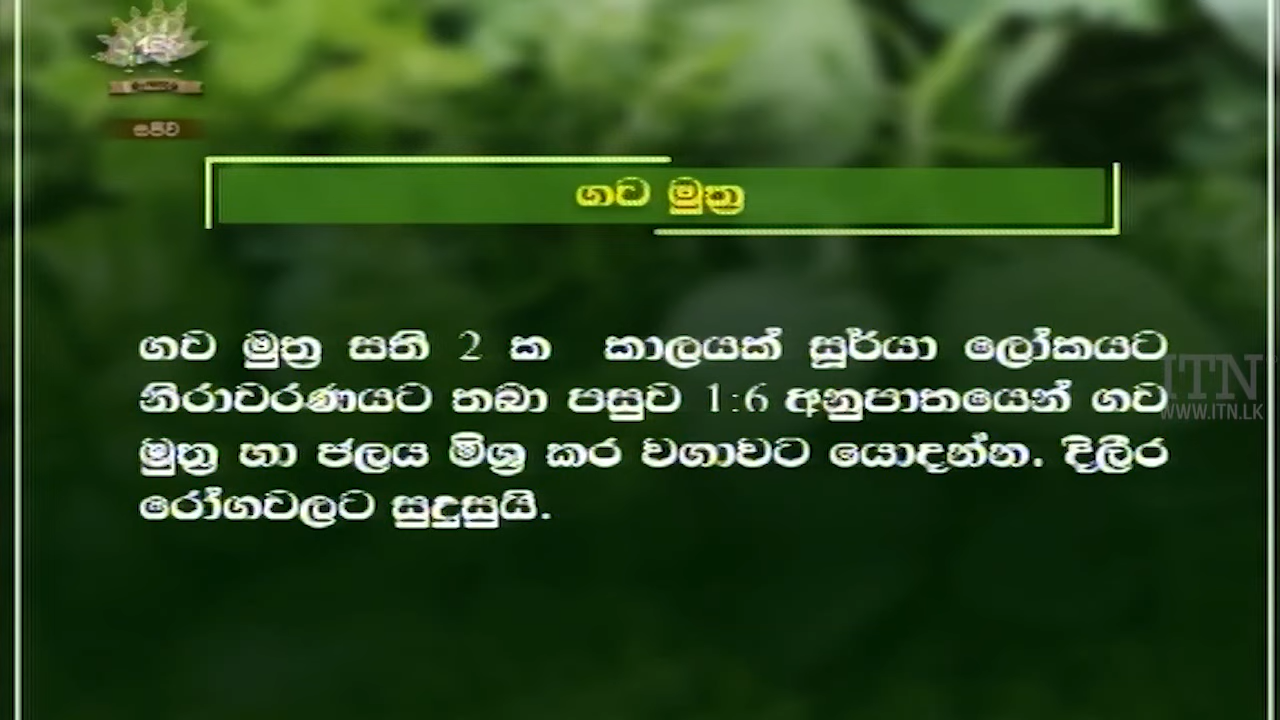 සජීව
ගව මුත්‍ර
ගව මුත්‍ර සති 2 ක කාලයක් සූර්යා ලෝකයට
නිරාවරණයට තබා පසුව 1:6 අනුපාතයෙන් ගව
මුත්‍ර හා ජලය මිශ්‍ර කර වගාවට යොදන්න. දිලීර
රෝගවලට සුදුසුයි.
ITN
WWW.ITN.LK